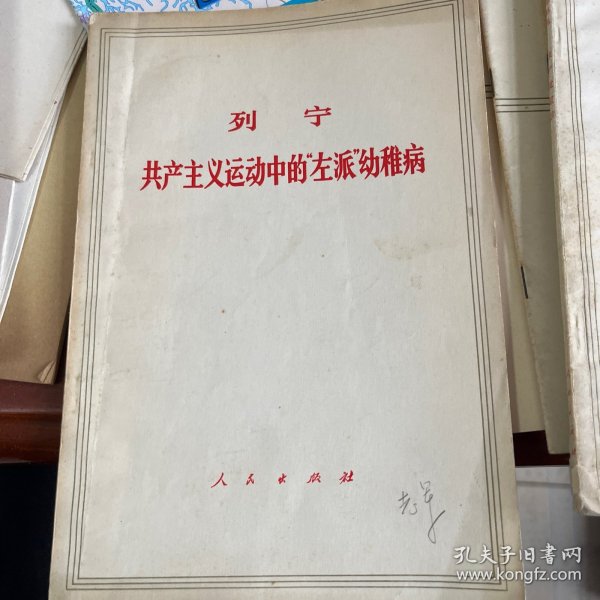 列 宁
共产主义运动中的“左派”幼稚病
人民出版社
孔夫子旧书网
www.kongfz.com